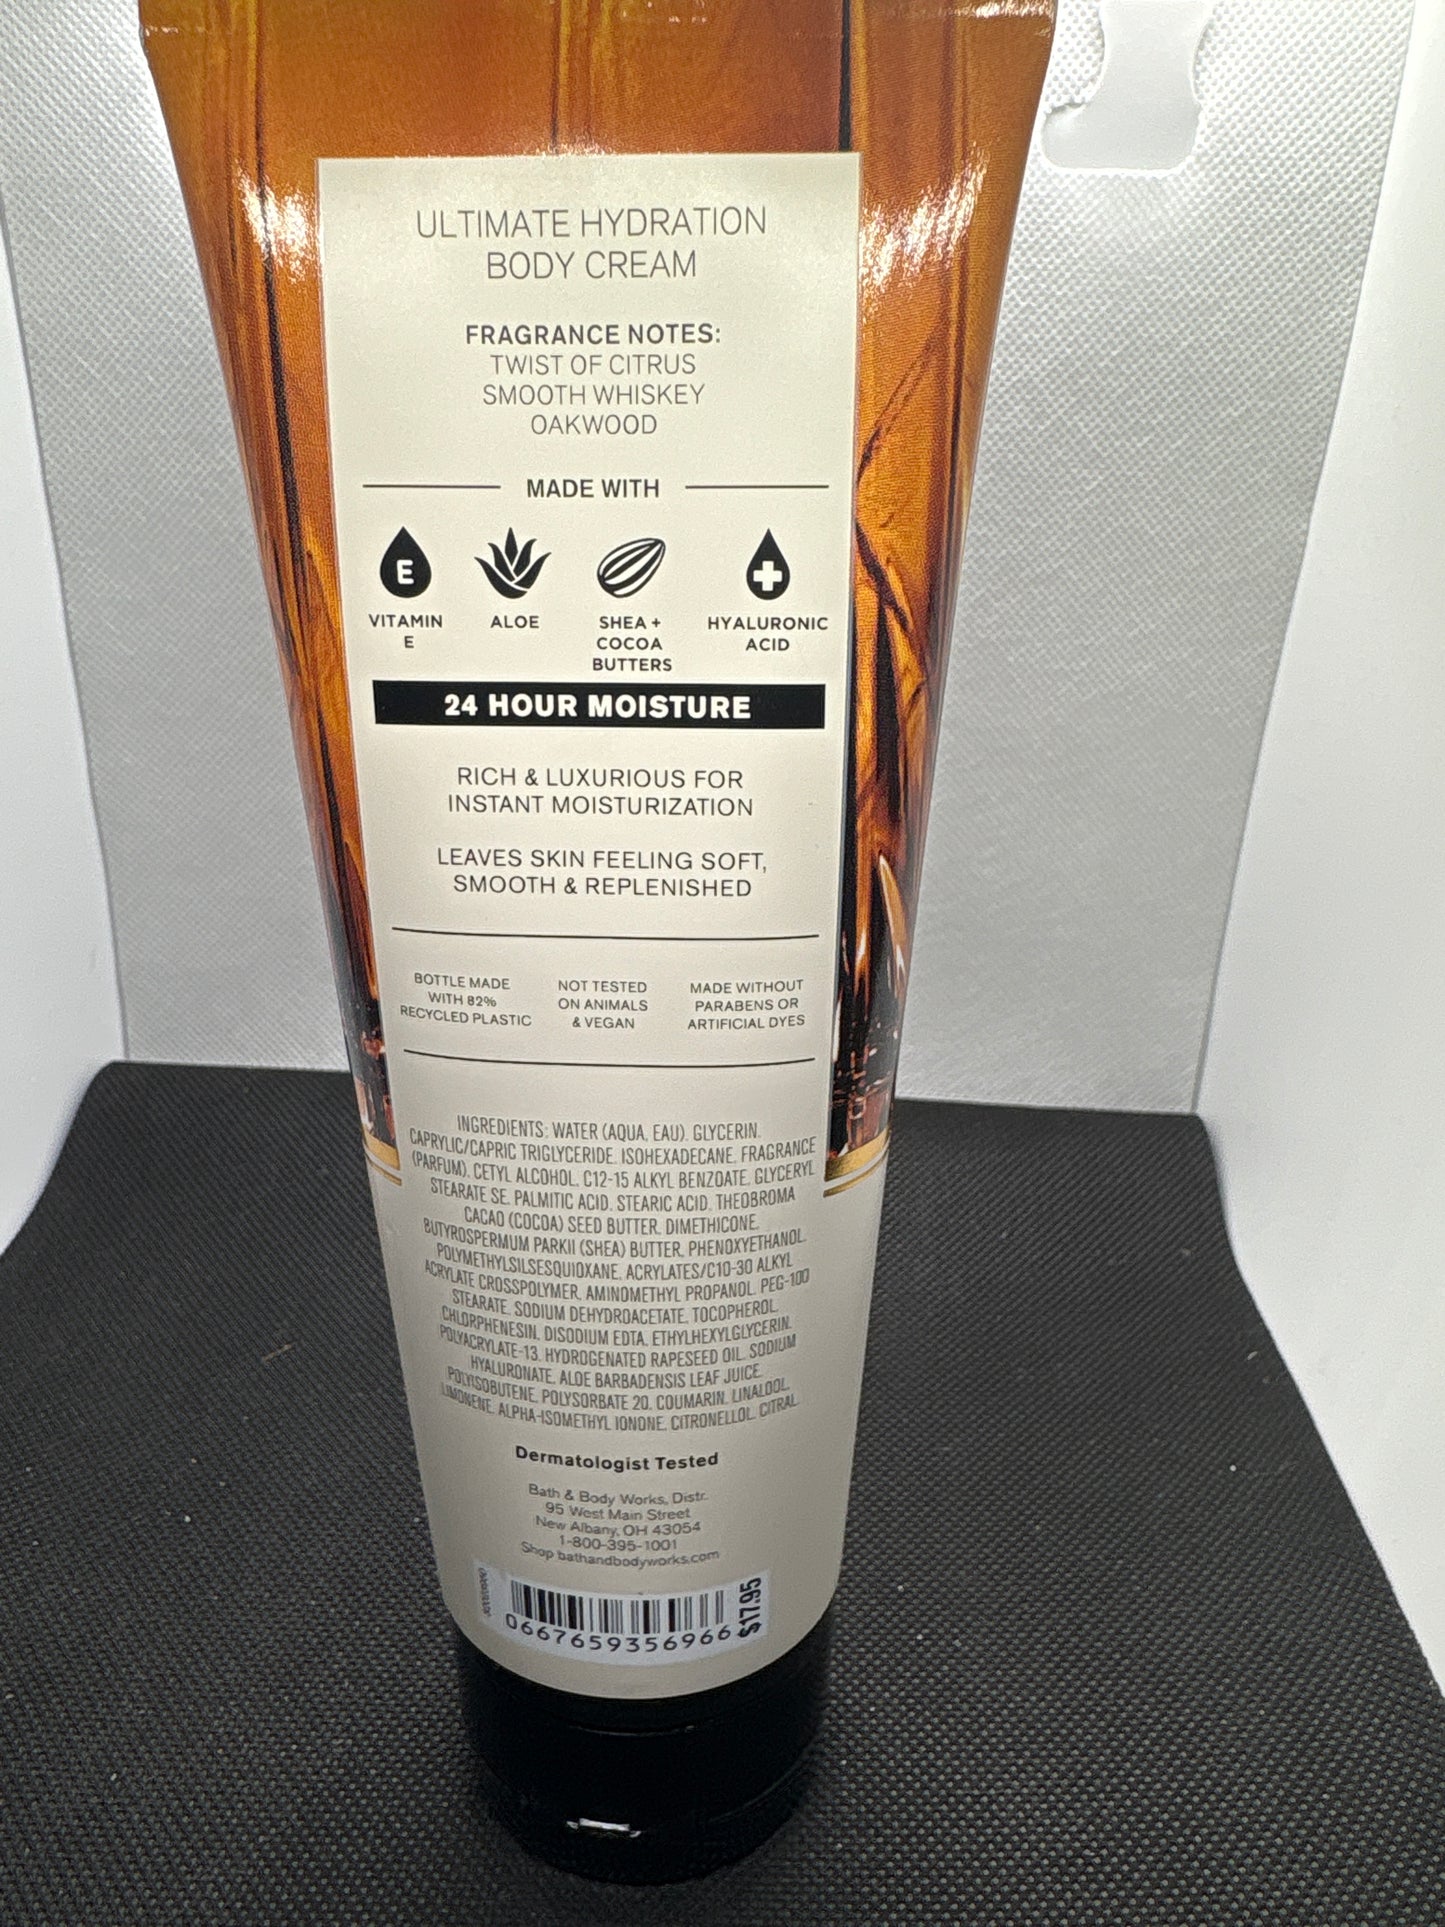 ULTIMATE HYDRATION
BODY CREAM
FRAGRANCE NOTES:
TWIST OF CITRUS
SMOOTH WHISKEY
OAKWOOD
MADE WITH
E
VITAMIN
E
ALOE
SHEA +
COCOA
BUTTERS
HYALURONIC
ACID
24 HOUR MOISTURE
RICH & LUXURIOUS FOR
INSTANT MOISTURIZATION
LEAVES SKIN FEELING SOFT,
SMOOTH & REPLENISHED
BOTTLE MADE
WITH 82%
RECYCLED PLASTIC
NOT TESTED
ON ANIMALS
& VEGAN
MADE WITHOUT
PARABENS OR
ARTIFICIAL DYES
INGREDIENTS: WATER (AQUA, EAU), GLYCERIN,
CAPRYLIC/CAPRIC TRIGLYCERIDE, ISOHEXADECANE, FRAGRANCE
(PARFUM), CETYL ALCOHOL, C12-15 ALKYL BENZOATE, GLYCERYL
STEARATE SE, PALMITIC ACID, STEARIC ACID, THEOBROMA
CACAO (COCOA) SEED BUTTER, DIMETHICONE,
BUTYROSPERMUM PARKII (SHEA) BUTTER, PHENOXYETHANOL,
POLYMETHYLSILSESQUIOXANE, ACRYLATES/C10-30 ALKYL
ACRYLATE CROSSPOLYMER, AMINOMETHYL PROPANOL, PEG-100
STEARATE, SODIUM DEHYDROACETATE, TOCOPHEROL,
CHLORPHENESIN, DISODIUM EDTA, ETHYLHEXYLGLYCERIN,
POLYACRYLATE-13, HYDROGENATED RAPESEED OIL, SODIUM
HYALURONATE, ALOE BARBADENSIS LEAF JUICE,
POLYISOBUTENE, POLYSORBATE 20, COUMARIN, LINALOOL,
LIMONENE, ALPHA-ISOMETHYL IONONE, CITRONELLOL, CITRAL
Dermatologist Tested
Bath & Body Works, Distr.
95 West Main Street
New Albany, OH 43054
1-800-395-1001
Shop bathandbodyworks.com
0667659356966
$17.95